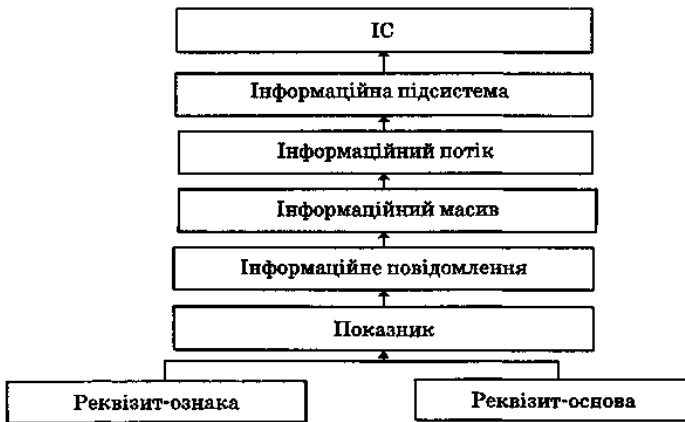 ІС
Інформаційна підсистема
Інформаційний потік
Інформаційний масив
Інформаційне повідомлення
Показник
Реквізит-ознака
Реквізит-основа